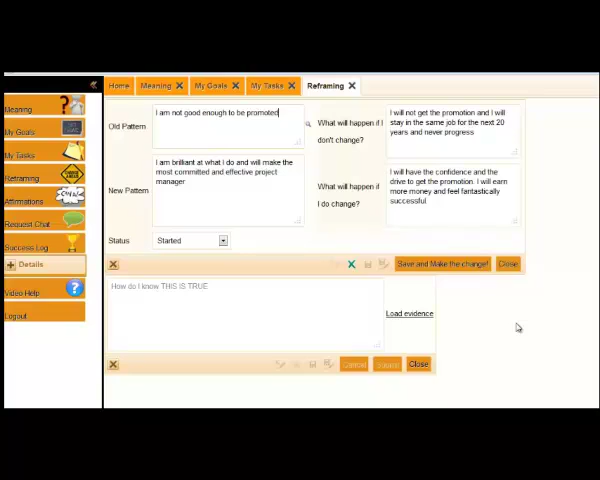 Home Meaning My Goals My Tasks Reframing
Meaning
My Goals
My Tasks
Reframing
Affirmations
Request Chat
Success Log
Details
Video Help
Logout
Old Pattern
I am not good enough to be promoted
What will happen if I
don't change?
I will not get the promotion and I will
stay in the same job for the next 20
years and never progress
New Pattern
I am brilliant at what I do and will make the
most committed and effective project
manager
What will happen if
I do change?
I will have the confidence and the
drive to get the promotion. I will earn
more money and feel fantastically
successful
Status
Started
Save and Make the change!
Close
How do I know THIS IS TRUE
Load evidence
Cancel
Close